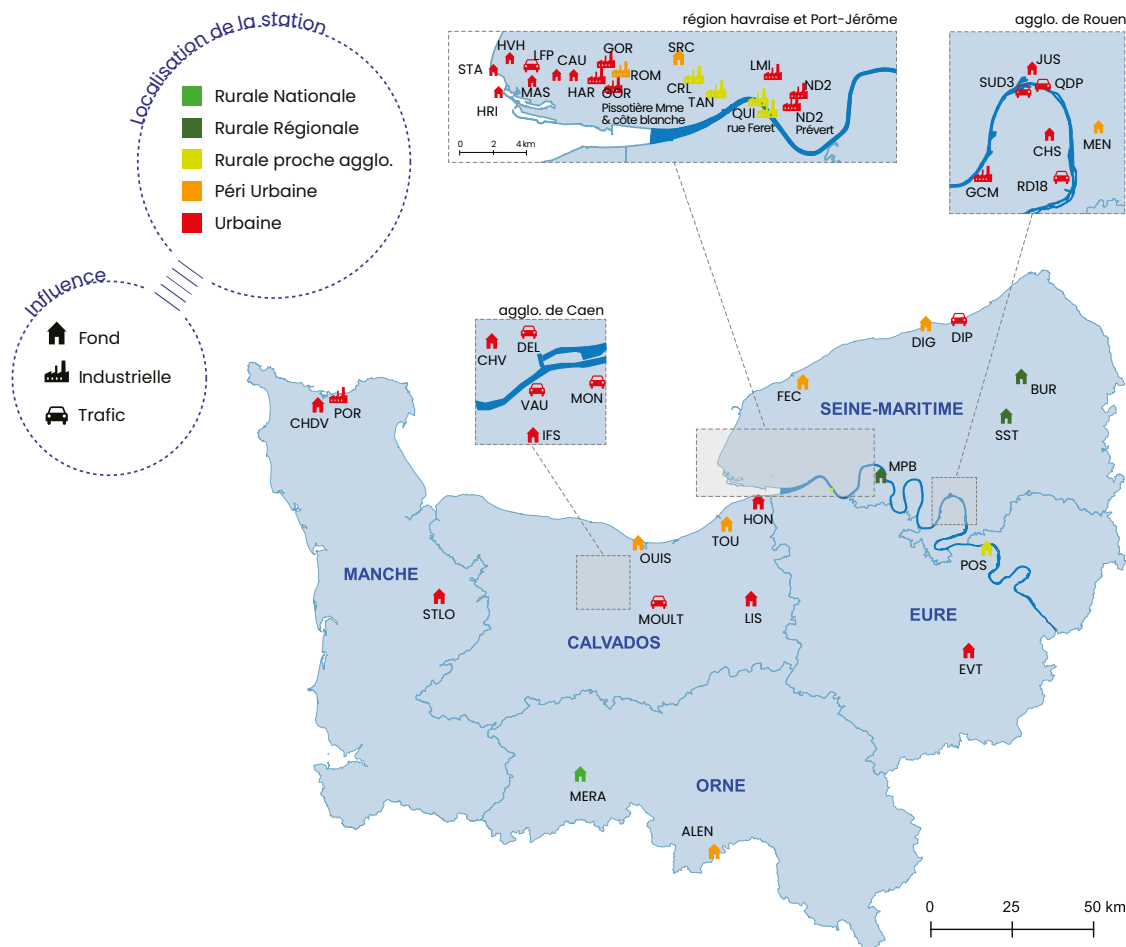 Localisation de la station
Rurale Nationale
Rurale Régionale
Rurale proche agglo.
Péri Urbaine
Urbaine
Influence
Fond
Industrielle
Trafic
région havraise et Port-Jérôme
HVH
LFP
CAU
GOR
SRC
STA
MAS
HAR
GOR
ROM
CRL
TAN
LMI
ND2
HRI
Pissotière Mme
& côte blanche
QUI
rue Feret
ND2
Prévert
0 2 4 km
agglo. de Rouen
JUS
SUD3
QDP
CHS
MEN
GCM
RD18
agglo. de Caen
CHV
DEL
VAU
MON
IFS
DIG
DIP
FEC
BUR
SEINE-MARITIME
SST
CHDV
POR
MPB
HON
TOU
OUIS
POS
MANCHE
STLO
MOULT
LIS
EURE
CALVADOS
EVT
MERA
ORNE
ALEN
0 25 50 km